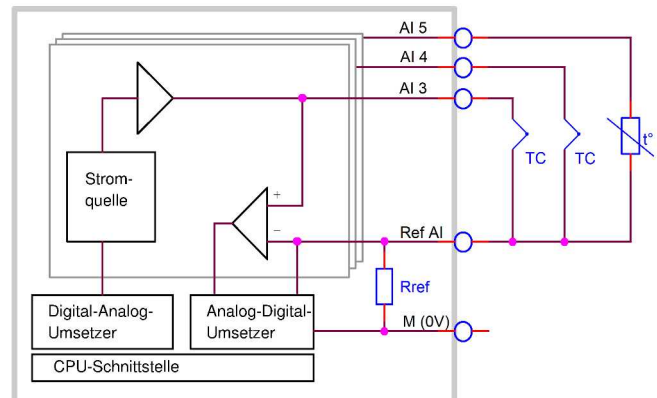 AI 5
AI 4
AI 3
TC
TC
t°
Strom-
quelle
+
−
Ref AI
Rref
M (0V)
Digital-Analog-
Umsetzer
Analog-Digital-
Umsetzer
CPU-Schnittstelle